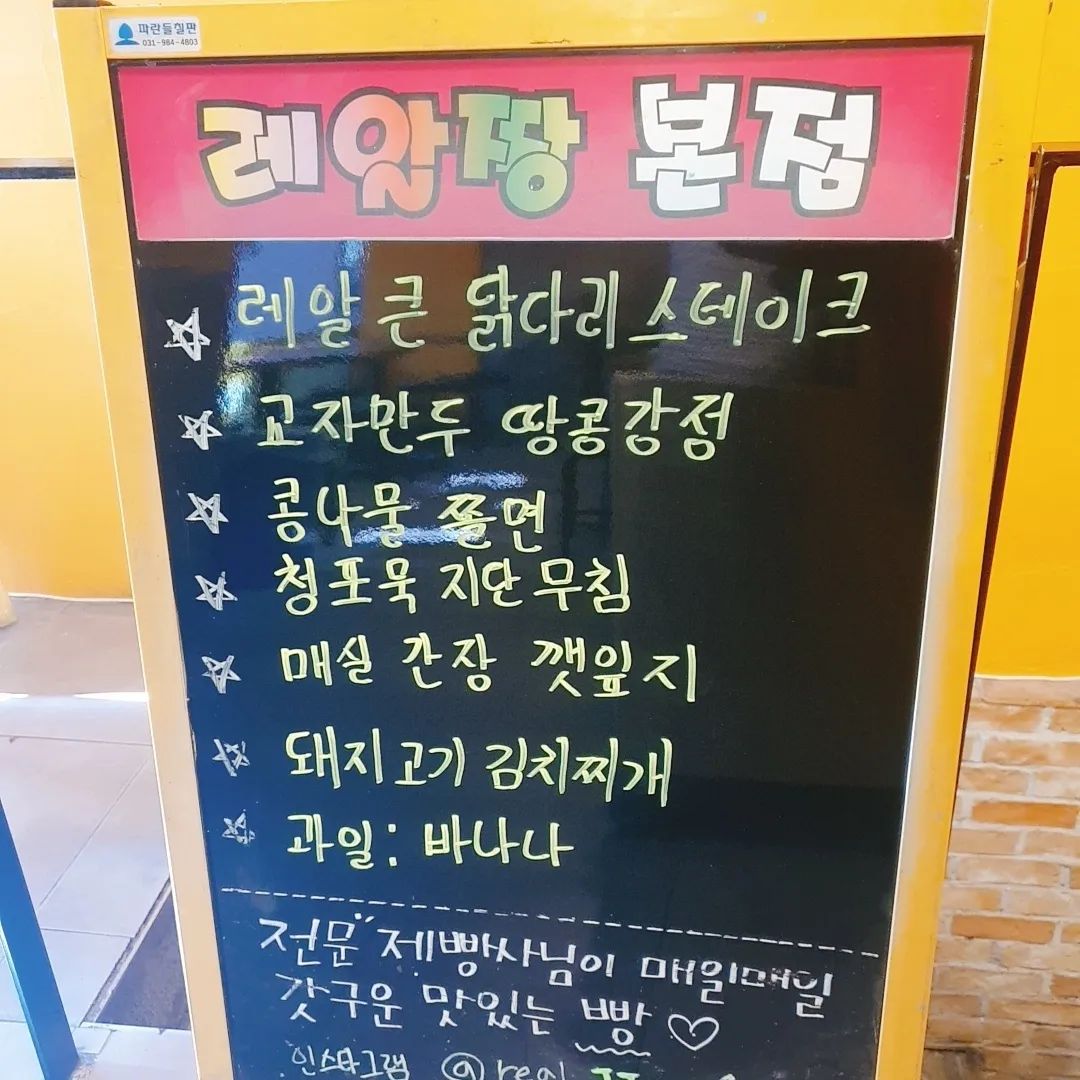 파란들칠판
031-984-4803
레알짱 본점
레알 큰 닭다리 스테이크
교자만두 땅콩강정
콩나물 쫄면
청포묵 지단무침
매실 간장 깻잎지
돼지고기 김치찌개
과일: 바나나
전문" 제빵사님이 매일매일
갓구운 맛있는 빵♡
인스타그램 @real